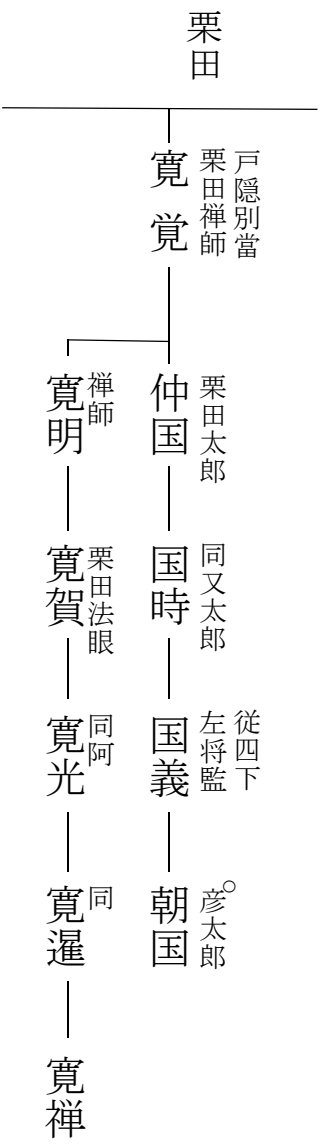 栗田
戸隠別當
栗田禅師
寛覚
栗田太郎
仲国
同又太郎
国時
従四下
左将監
国義
彦太郎
朝国
禅師
寛明
栗田法眼
寛賀
同阿
寛光
同
寛暹
寛禅